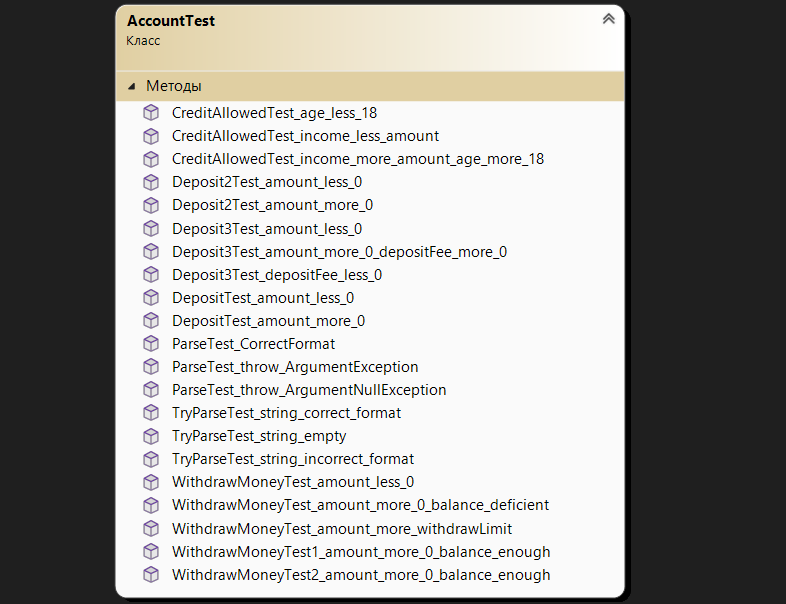 AccountTest
Класс
Методы
CreditAllowedTest_age_less_18
CreditAllowedTest_income_less_amount
CreditAllowedTest_income_more_amount_age_more_18
Deposit2Test_amount_less_0
Deposit2Test_amount_more_0
Deposit3Test_amount_less_0
Deposit3Test_amount_more_0_depositFee_more_0
Deposit3Test_depositFee_less_0
DepositTest_amount_less_0
DepositTest_amount_more_0
ParseTest_CorrectFormat
ParseTest_throw_ArgumentException
ParseTest_throw_ArgumentNullException
TryParseTest_string_correct_format
TryParseTest_string_empty
TryParseTest_string_incorrect_format
WithdrawMoneyTest_amount_less_0
WithdrawMoneyTest_amount_more_0_balance_deficient
WithdrawMoneyTest_amount_more_withdrawLimit
WithdrawMoneyTest1_amount_more_0_balance_enough
WithdrawMoneyTest2_amount_more_0_balance_enough